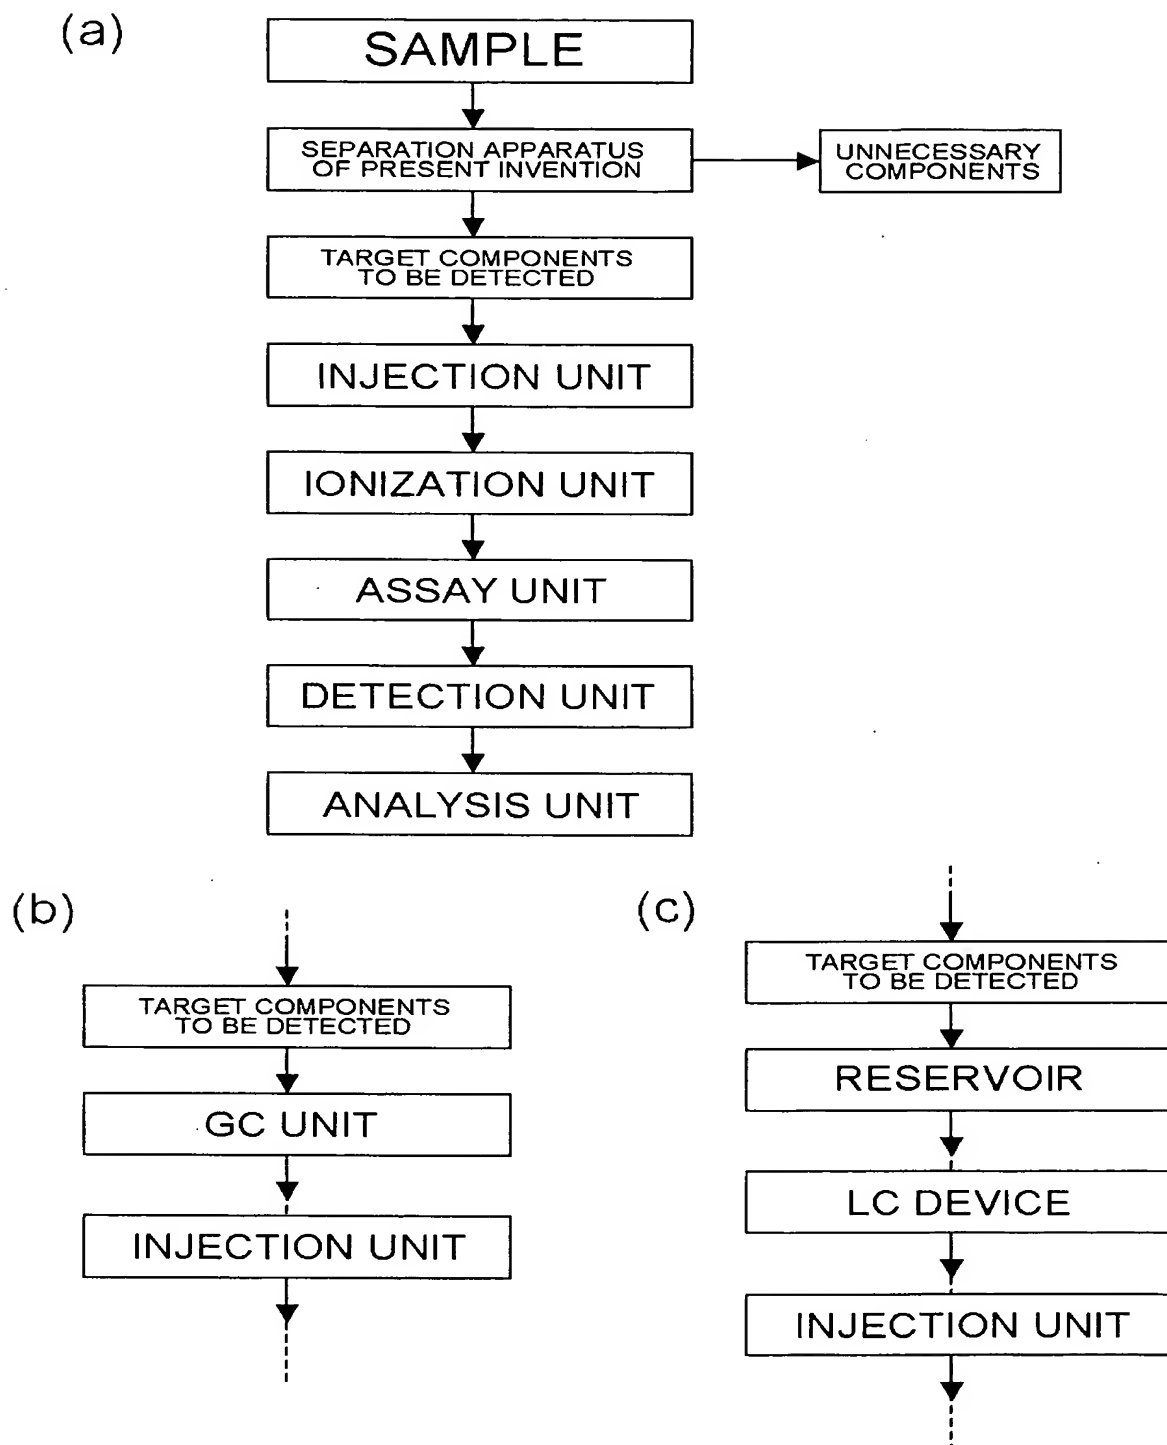 (a)
SAMPLE
SEPARATION APPARATUS
OF PRESENT INVENTION
UNNECESSARY
COMPONENTS
TARGET COMPONENTS
TO BE DETECTED
INJECTION UNIT
IONIZATION UNIT
ASSAY UNIT
DETECTION UNIT
ANALYSIS UNIT
(b)
TARGET COMPONENTS
TO BE DETECTED
GC UNIT
INJECTION UNIT
(c)
TARGET COMPONENTS
TO BE DETECTED
RESERVOIR
LC DEVICE
INJECTION UNIT